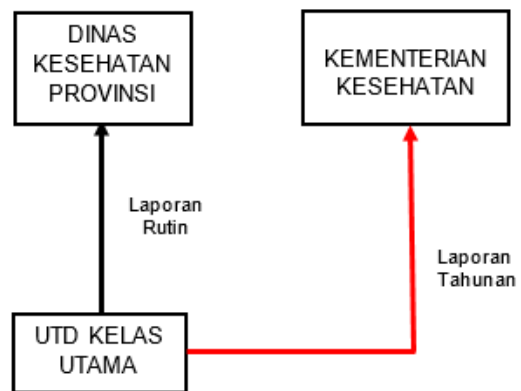 DINAS
KESEHATAN
PROVINSI
KEMENTERIAN
KESEHATAN
Laporan
Rutin
Laporan
Tahunan
UTD KELAS
UTAMA